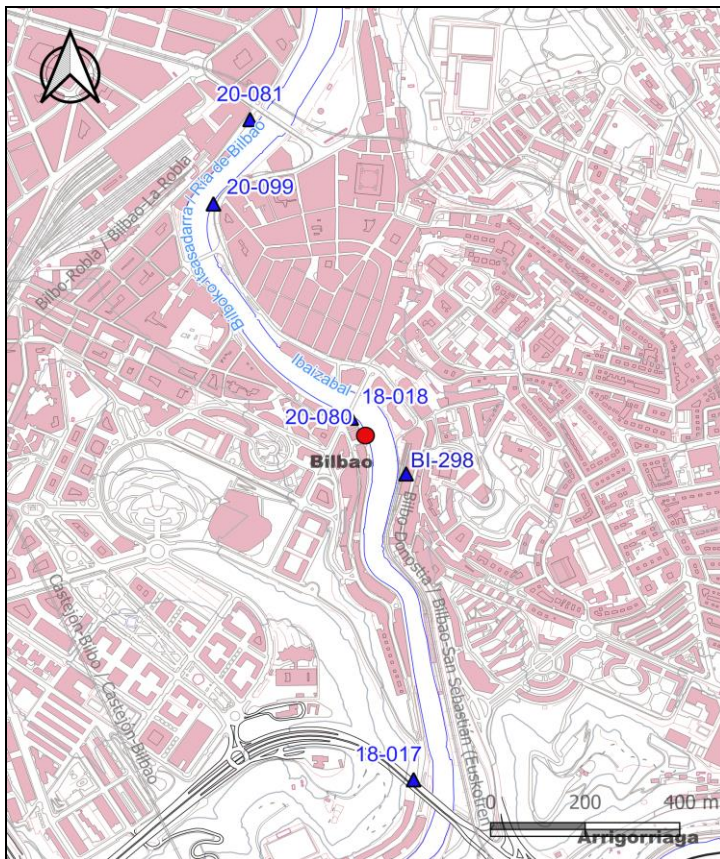 20-081
20-099
Bilbo-Robla / Bilbao-La Robla
Bilboko itsasadarra / Ría de Bilbao
Ibaizabal
18-018
20-080
Bilbao
BI-298
Bilbo-Donostia / Bilbao-San Sebastián (Euskotren)
Castejón-Bilbo / Castejón-Bilbao
18-017
0 200 400 m
Arrigorriaga